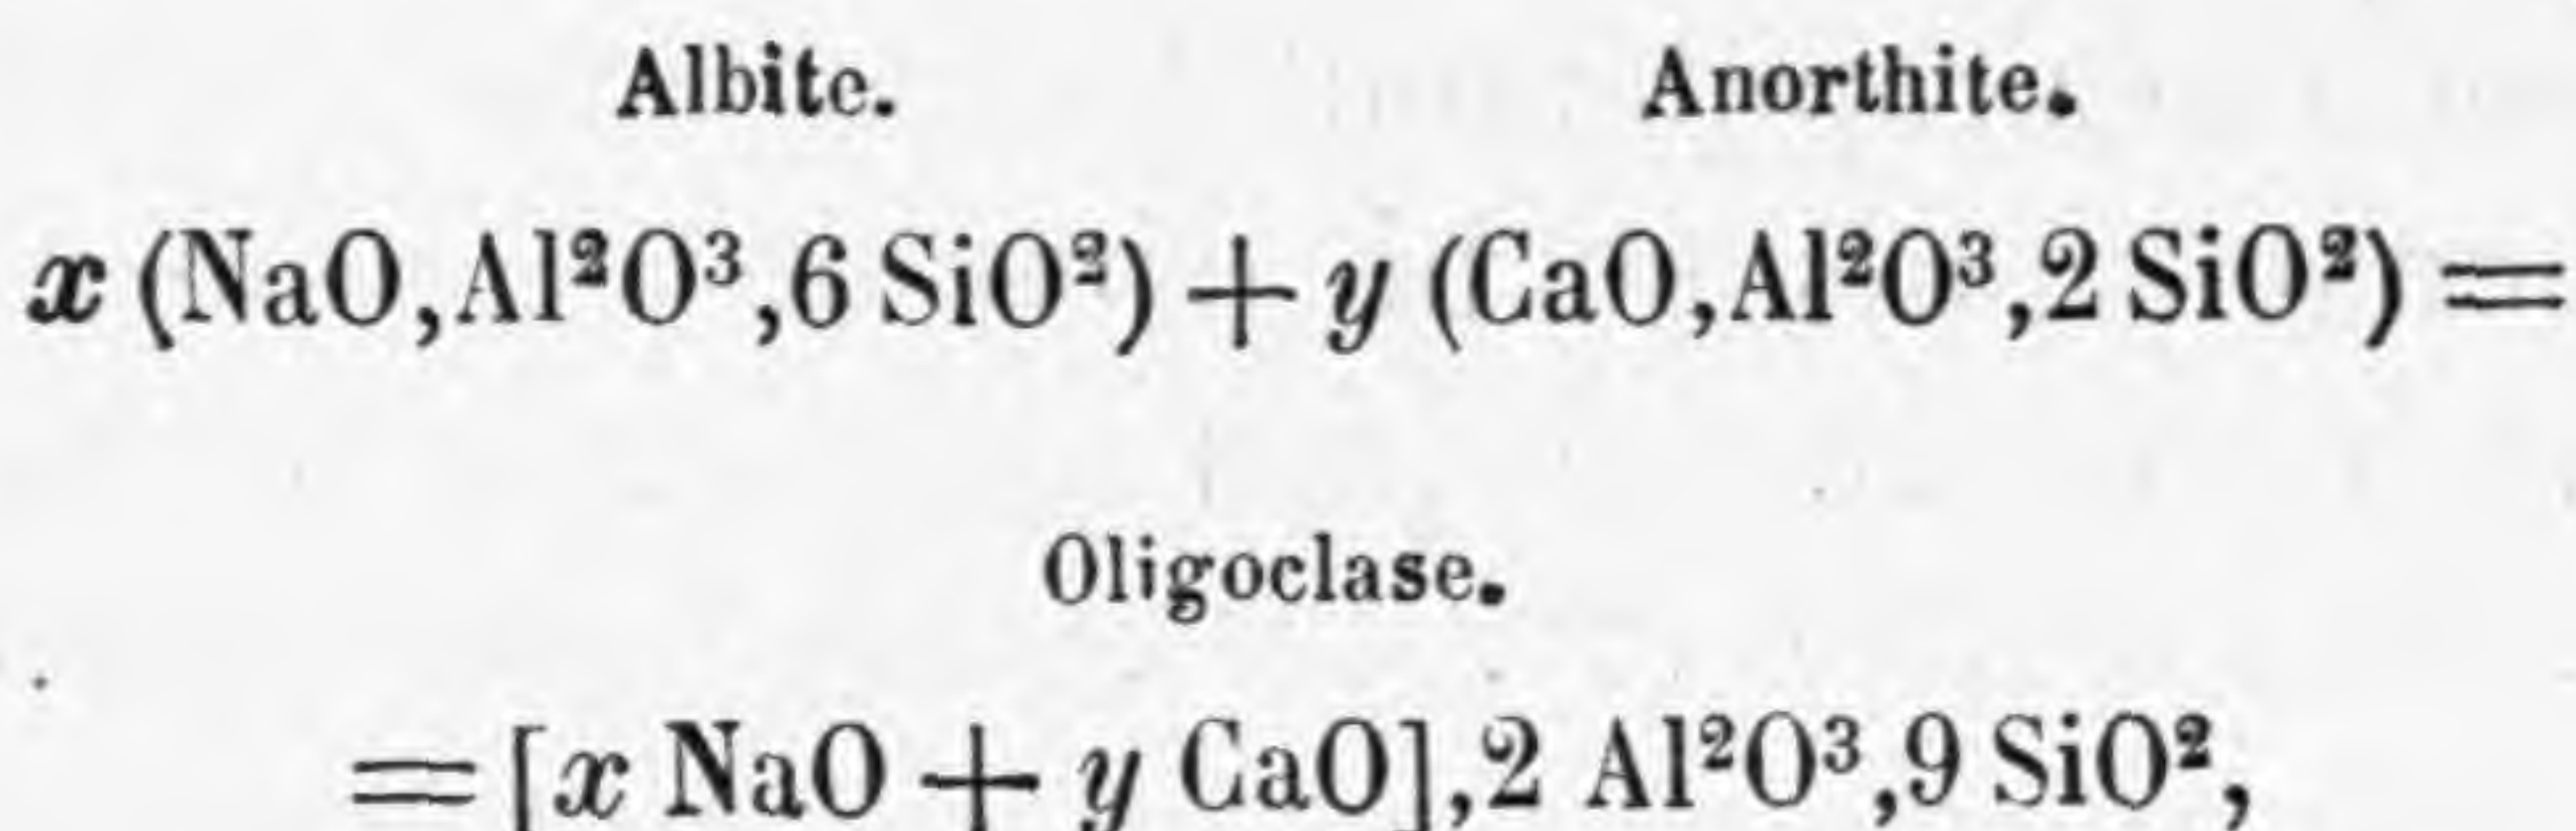 Albite. Anorthite.
x (NaO,Al²O³,6 SiO²) + y (CaO,Al²O³,2 SiO²) =
Oligoclase.
= [x NaO + y CaO],2 Al²O³,9 SiO²,